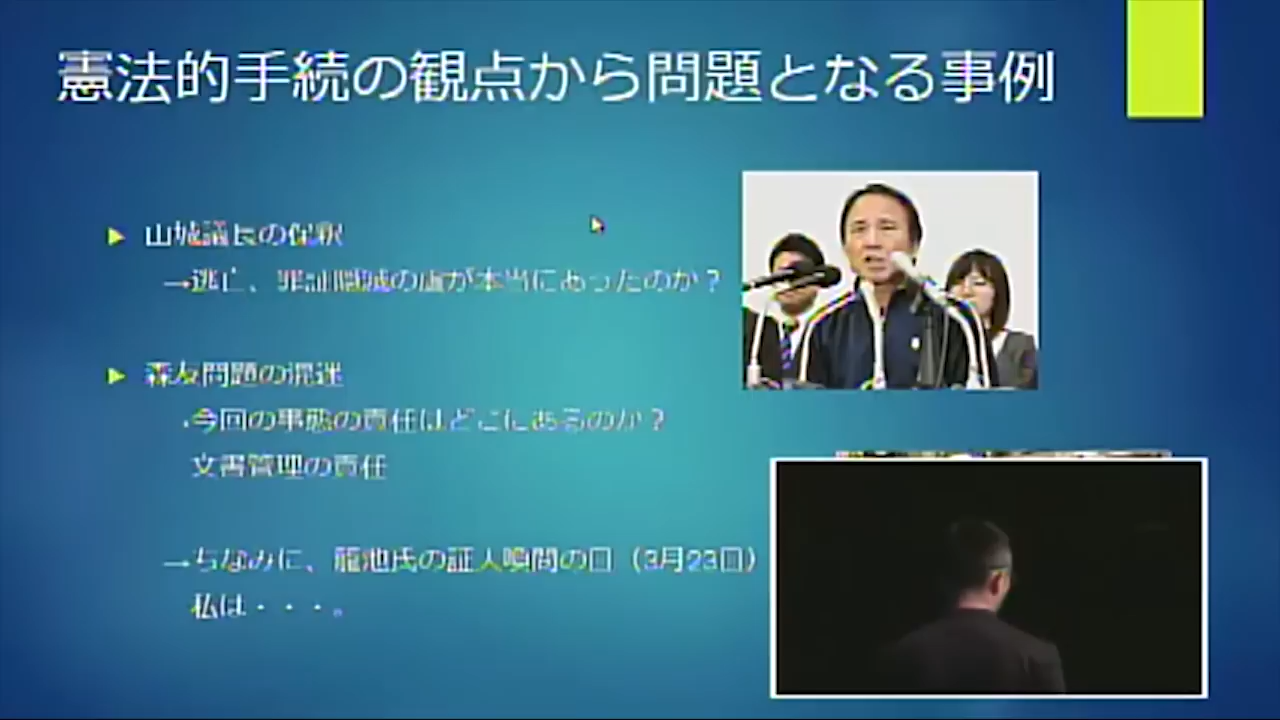 憲法的手続の観点から問題となる事例
山城議長の保釈
→逃亡、罪証隠滅の虞が本当にあったのか？
森友問題の混迷
・今回の事態の責任はどこにあるのか？
文書管理の責任
→ちなみに、籠池氏の証人喚問の日（3月23日）
私は・・・。